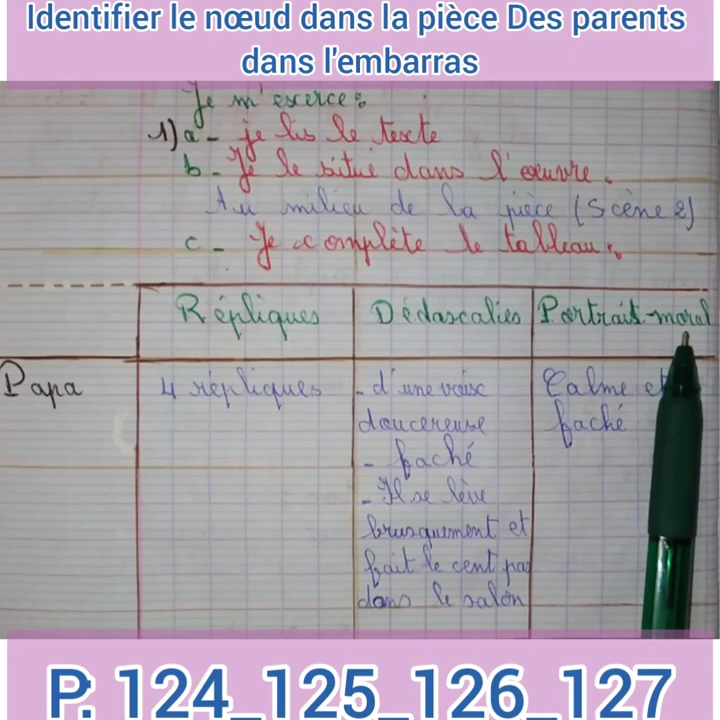 Identifier le nœud dans la pièce Des parents
dans l'embarras
Je m'exerce :
1) a - je lis le texte
b - Je le situe dans l'œuvre.
Au milieu de la pièce (Scène 2)
c - Je complète le tableau :
Répliques Dédascalies Portrait-moral
Papa 4 répliques - d'une voix Calme et
doucereuse faché
- faché
- Il se lève
brusquement et
fait le cent pas
dans le salon
P. 124_125_126_127